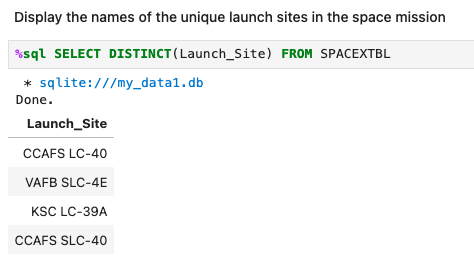 Display the names of the unique launch sites in the space mission
%sql SELECT DISTINCT(Launch_Site) FROM SPACEXTBL
* sqlite:///my_data1.db
Done.
Launch_Site
CCAFS LC-40
VAFB SLC-4E
KSC LC-39A
CCAFS SLC-40